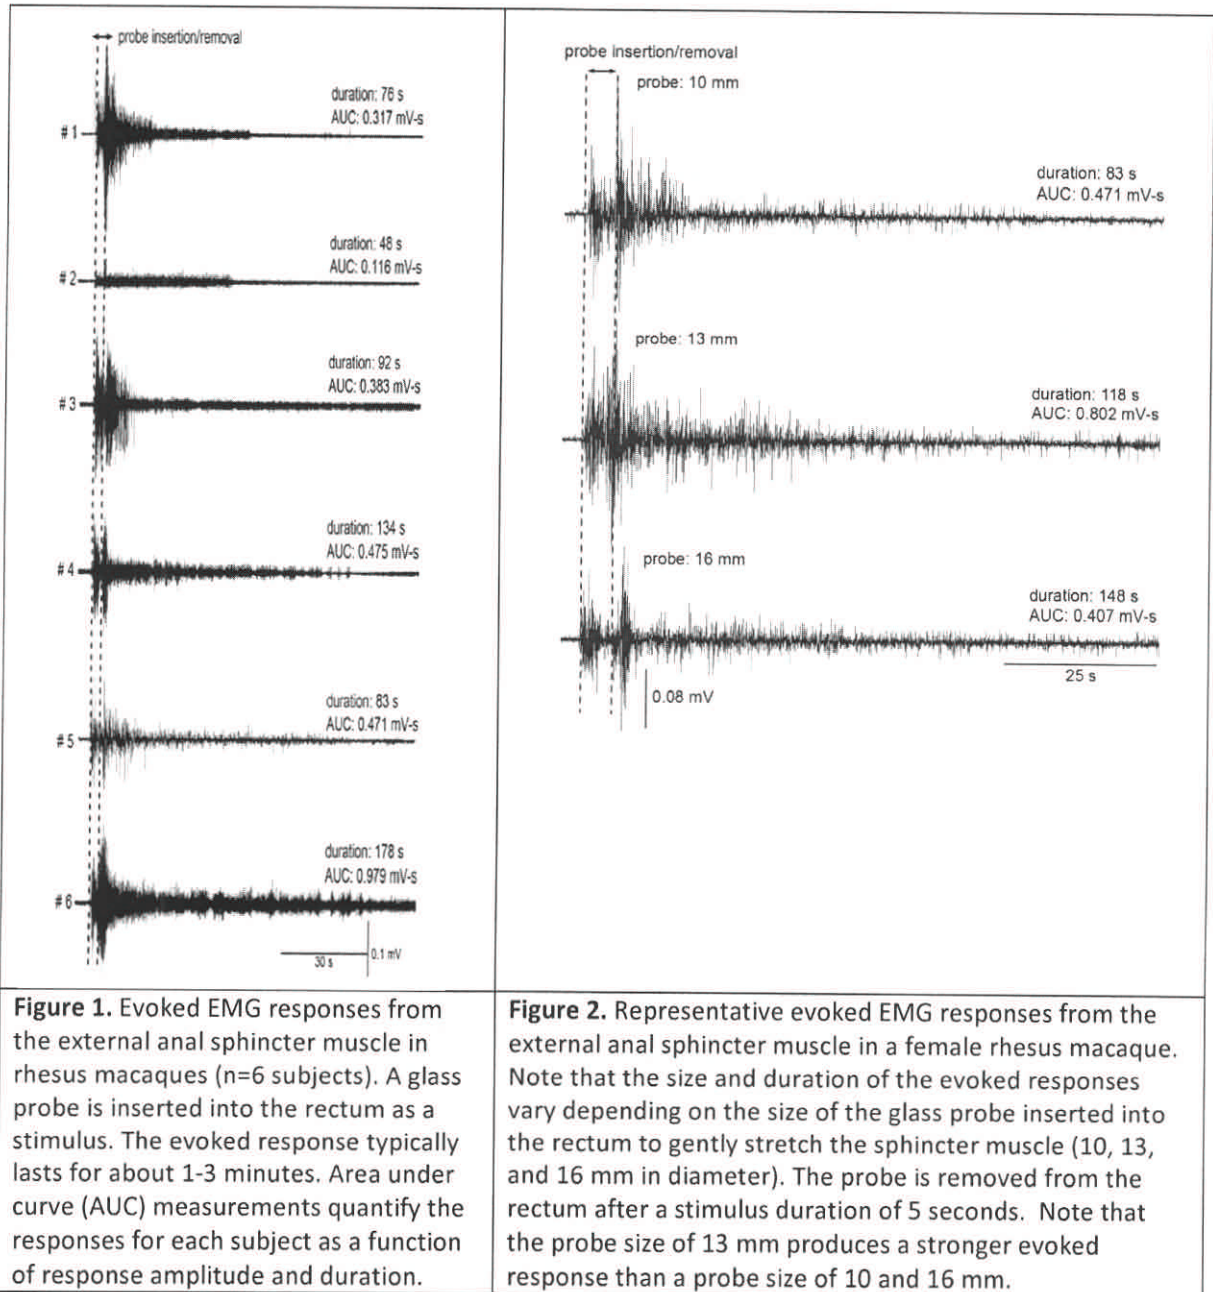 probe insertion/removal
duration: 76 s
AUC: 0.317 mV-s
#1
duration: 48 s
AUC: 0.116 mV-s
#2
duration: 92 s
AUC: 0.383 mV-s
#3
duration: 134 s
AUC: 0.475 mV-s
#4
duration: 83 s
AUC: 0.471 mV-s
#5
duration: 178 s
AUC: 0.979 mV-s
#6
0.1 mV
30 s
Figure 1. Evoked EMG responses from
the external anal sphincter muscle in
rhesus macaques (n=6 subjects). A glass
probe is inserted into the rectum as a
stimulus. The evoked response typically
lasts for about 1-3 minutes. Area under
curve (AUC) measurements quantify the
responses for each subject as a function
of response amplitude and duration.
probe insertion/removal
probe: 10 mm
duration: 83 s
AUC: 0.471 mV-s
probe: 13 mm
duration: 118 s
AUC: 0.802 mV-s
probe: 16 mm
duration: 148 s
AUC: 0.407 mV-s
25 s
0.08 mV
Figure 2. Representative evoked EMG responses from the
external anal sphincter muscle in a female rhesus macaque.
Note that the size and duration of the evoked responses
vary depending on the size of the glass probe inserted into
the rectum to gently stretch the sphincter muscle (10, 13,
and 16 mm in diameter). The probe is removed from the
rectum after a stimulus duration of 5 seconds. Note that
the probe size of 13 mm produces a stronger evoked
response than a probe size of 10 and 16 mm.